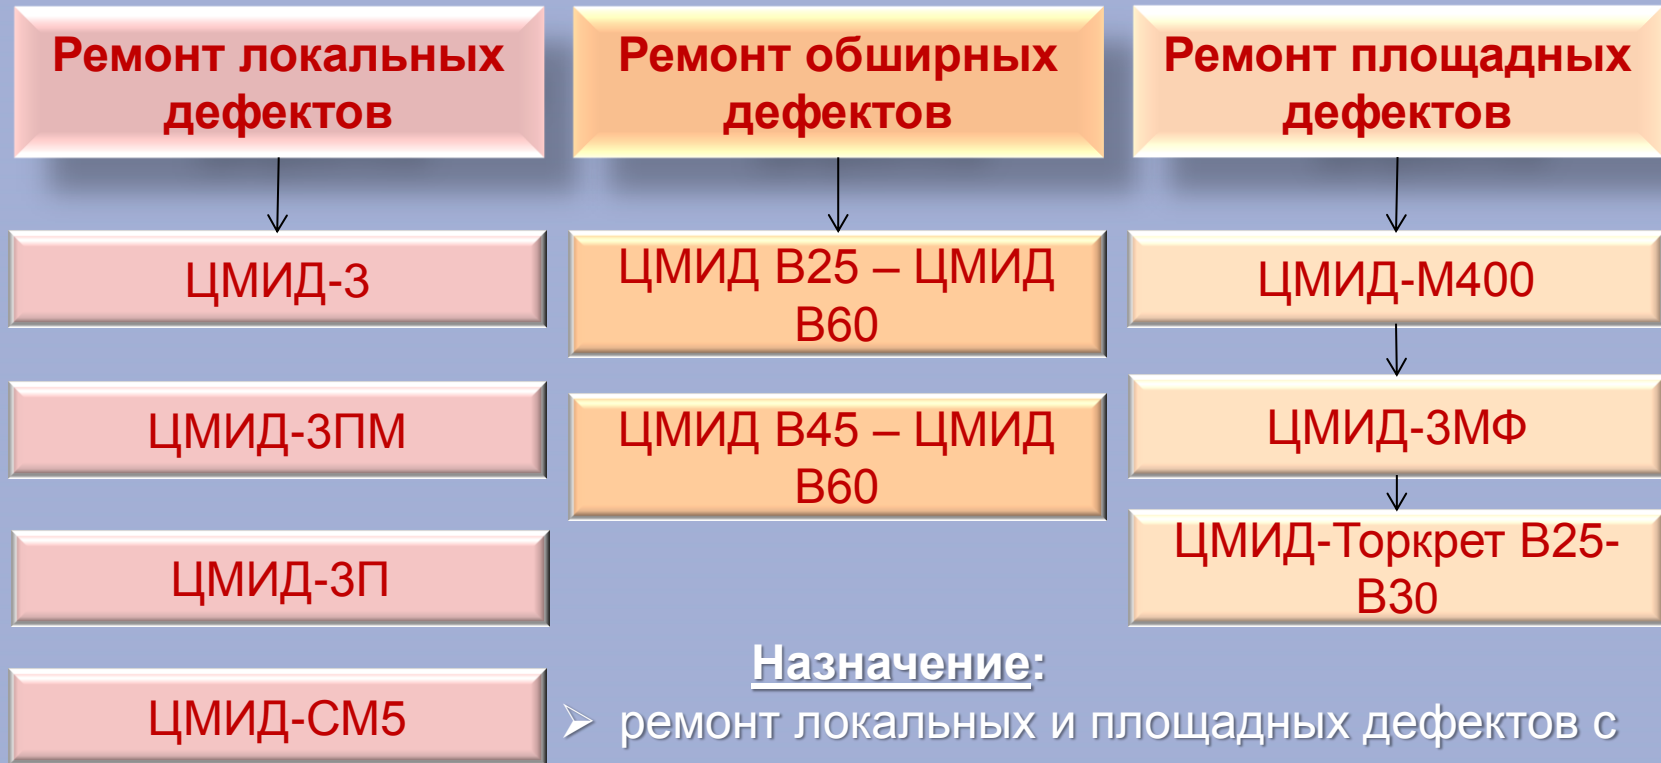 Ремонт локальных
дефектов
ЦМИД-3
ЦМИД-3ПМ
ЦМИД-3П
ЦМИД-СМ5
Ремонт обширных
дефектов
ЦМИД В25 – ЦМИД
В60
ЦМИД В45 – ЦМИД
В60
Ремонт площадных
дефектов
ЦМИД-М400
ЦМИД-3МФ
ЦМИД-Торкрет В25-
В30
Назначение:
➢ ремонт локальных и площадных дефектов с